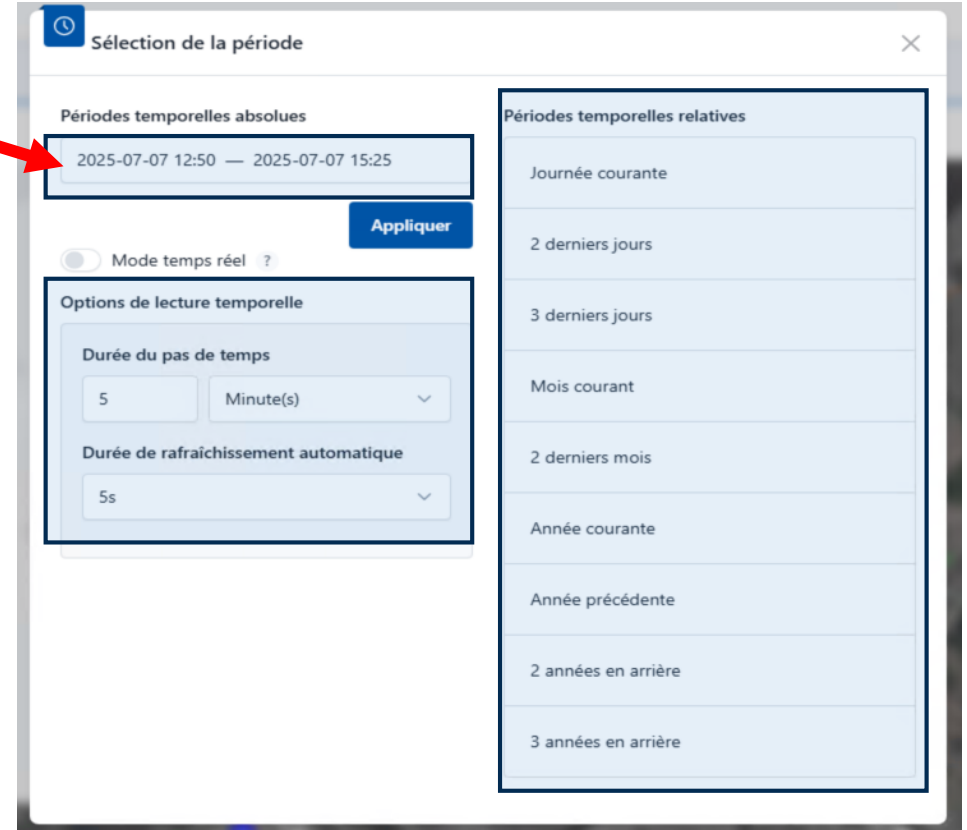 Sélection de la période
Périodes temporelles absolues
2025-07-07 12:50 — 2025-07-07 15:25
Appliquer
Mode temps réel ?
Options de lecture temporelle
Durée du pas de temps
5 Minute(s)
Durée de rafraîchissement automatique
5s
Périodes temporelles relatives
Journée courante
2 derniers jours
3 derniers jours
Mois courant
2 derniers mois
Année courante
Année précédente
2 années en arrière
3 années en arrière